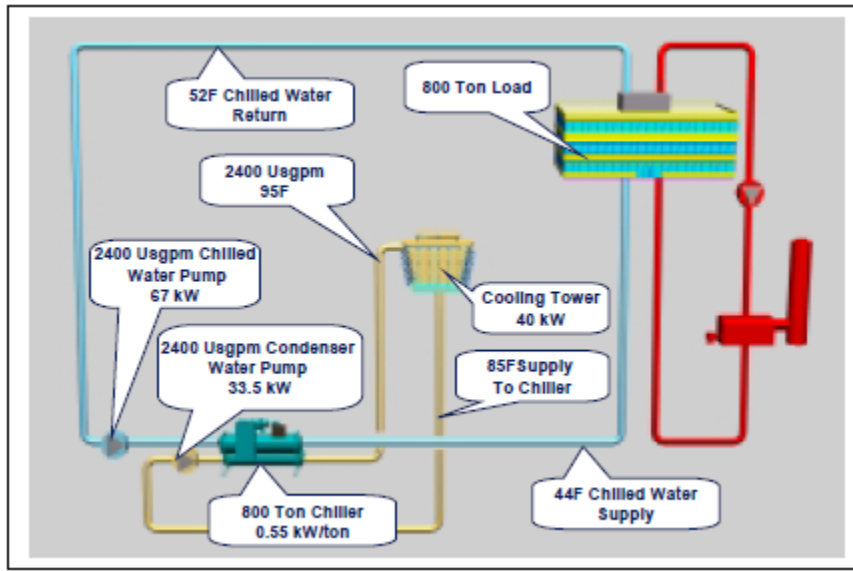 52F Chilled Water
Return
800 Ton Load
2400 Usgpm
95F
2400 Usgpm Chilled
Water Pump
67 kW
Cooling Tower
40 kW
2400 Usgpm Condenser
Water Pump
33.5 kW
85FSupply
To Chiller
800 Ton Chiller
0.55 kW/ton
44F Chilled Water
Supply